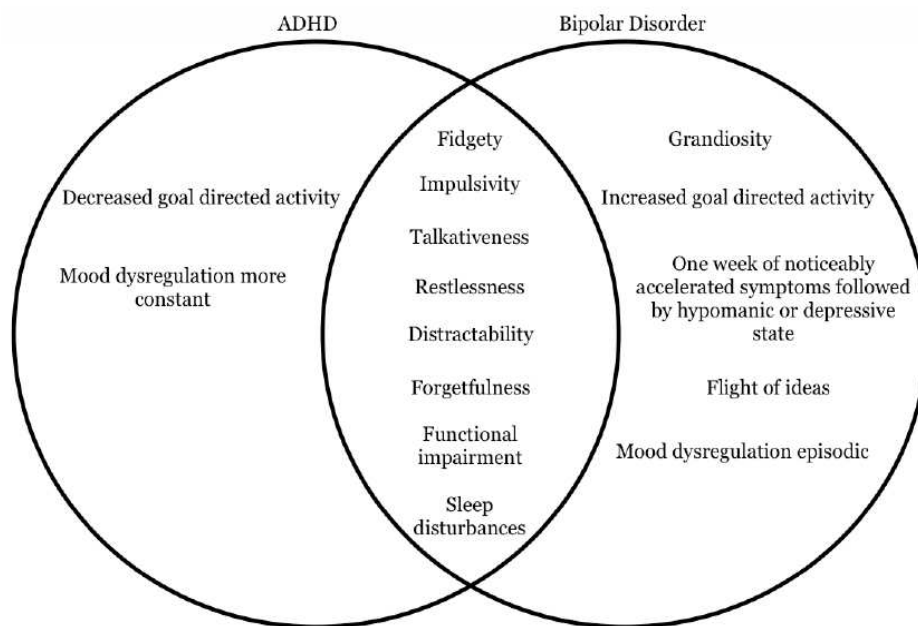 ADHD
Bipolar Disorder
Decreased goal directed activity
Mood dysregulation more
constant
Fidgety
Impulsivity
Talkativeness
Restlessness
Distractability
Forgetfulness
Functional
impairment
Sleep
disturbances
Grandiosity
Increased goal directed activity
One week of noticeably
accelerated symptoms followed
by hypomanic or depressive
state
Flight of ideas
Mood dysregulation episodic